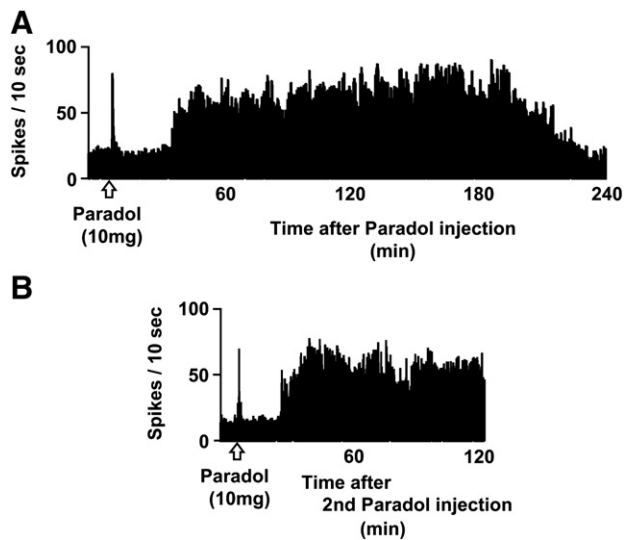 A
Spikes / 10 sec
100
50
0
60 120 180 240
Paradol
(10mg)
Time after Paradol injection
(min)
B
Spikes / 10 sec
100
50
0
60 120
Paradol
(10mg)
Time after
2nd Paradol injection
(min)